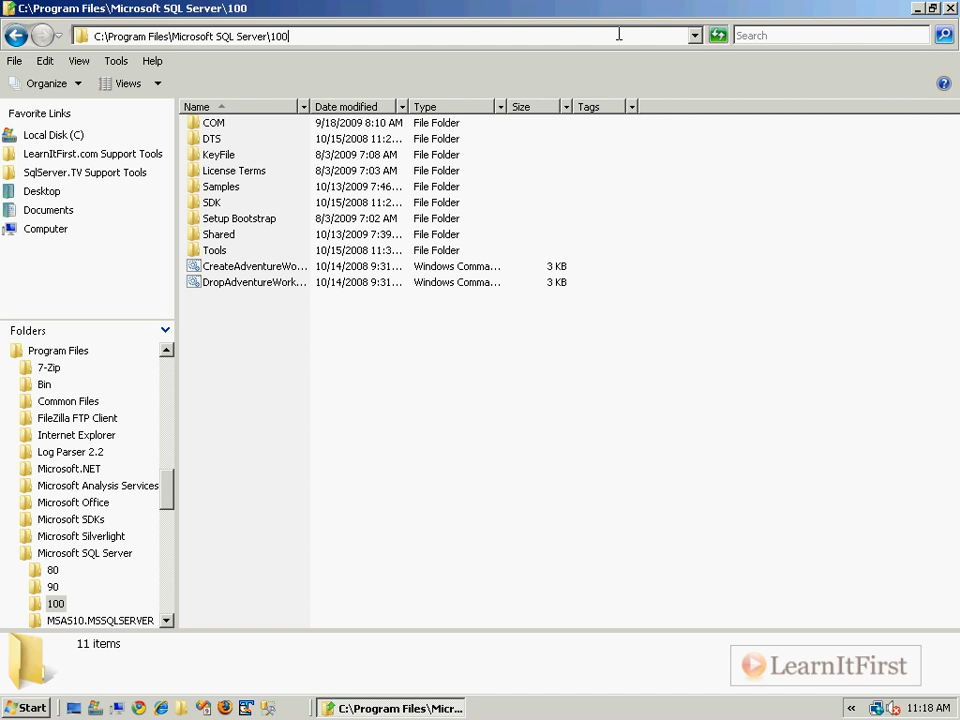 C:\Program Files\Microsoft SQL Server\100
C:\Program Files\Microsoft SQL Server\100
Search
File Edit View Tools Help
Organize Views
Favorite Links
Local Disk (C)
LearnItFirst.com Support Tools
SqlServer.TV Support Tools
Desktop
Documents
Computer
Folders
Program Files
7-Zip
Bin
Common Files
FileZilla FTP Client
Internet Explorer
Log Parser 2.2
Microsoft.NET
Microsoft Analysis Services
Microsoft Office
Microsoft SDKs
Microsoft Silverlight
Microsoft SQL Server
80
90
100
MSAS10.MSSQLSERVER
Name Date modified Type Size Tags
COM 9/18/2009 8:10 AM File Folder
DTS 10/15/2008 11:2... File Folder
KeyFile 8/3/2009 7:08 AM File Folder
License Terms 8/3/2009 7:03 AM File Folder
Samples 10/13/2009 7:46... File Folder
SDK 10/15/2008 11:2... File Folder
Setup Bootstrap 8/3/2009 7:02 AM File Folder
Shared 10/13/2009 7:39... File Folder
Tools 10/15/2008 11:3... File Folder
CreateAdventureWo... 10/14/2008 9:31... Windows Comma... 3 KB
DropAdventureWork... 10/14/2008 9:31... Windows Comma... 3 KB
11 items
LearnItFirst
Start C:\Program Files\Micr... « 11:18 AM